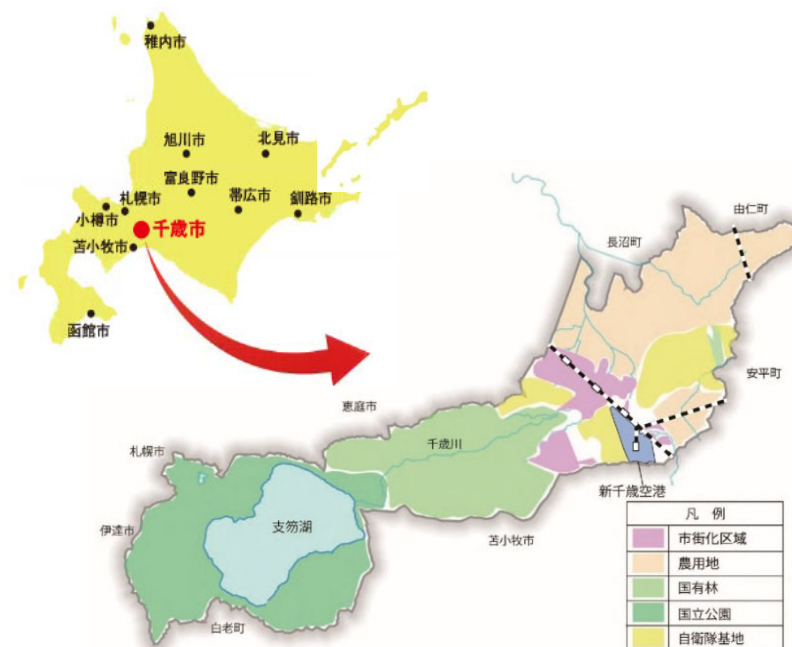 稚内市
旭川市
北見市
富良野市
帯広市
釧路市
札幌市
小樽市
千歳市
苫小牧市
函館市
由仁町
長沼町
安平町
恵庭市
千歳川
札幌市
支笏湖
伊達市
新千歳空港
苫小牧市
白老町
凡 例
市街化区域
農用地
国有林
国立公園
自衛隊基地